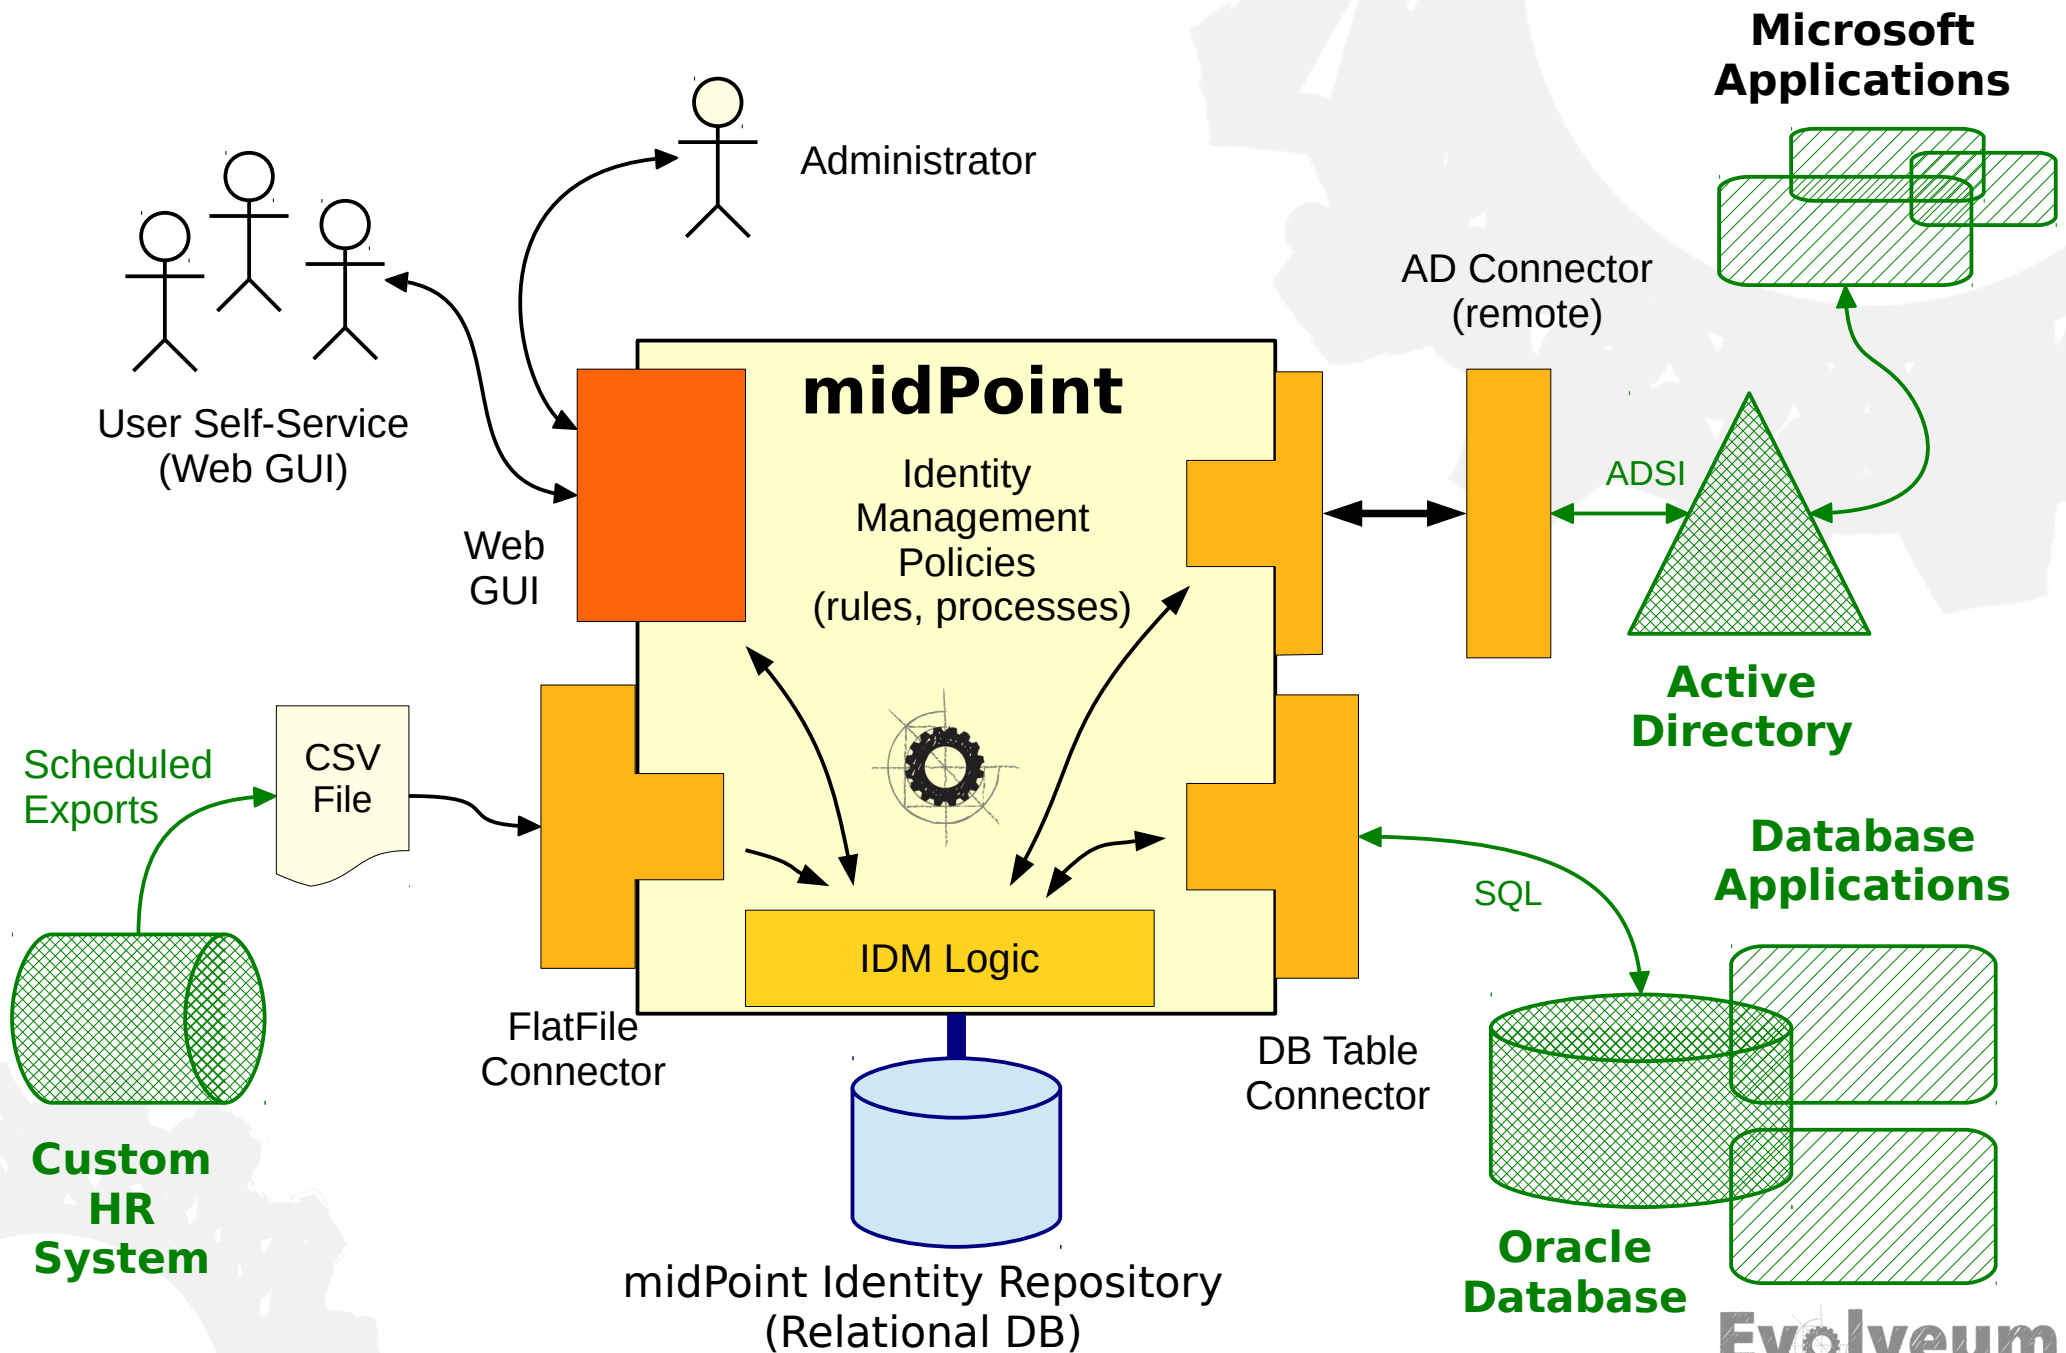 Microsoft
Applications
Administrator
AD Connector
(remote)
midPoint
User Self-Service
(Web GUI)
Identity
Management
Policies
(rules, processes)
ADSI
Web
GUI
Active
Directory
Scheduled
Exports
CSV
File
Database
Applications
SQL
IDM Logic
FlatFile
Connector
DB Table
Connector
Custom
HR
System
Oracle
Database
midPoint Identity Repository
(Relational DB)
Evolveum